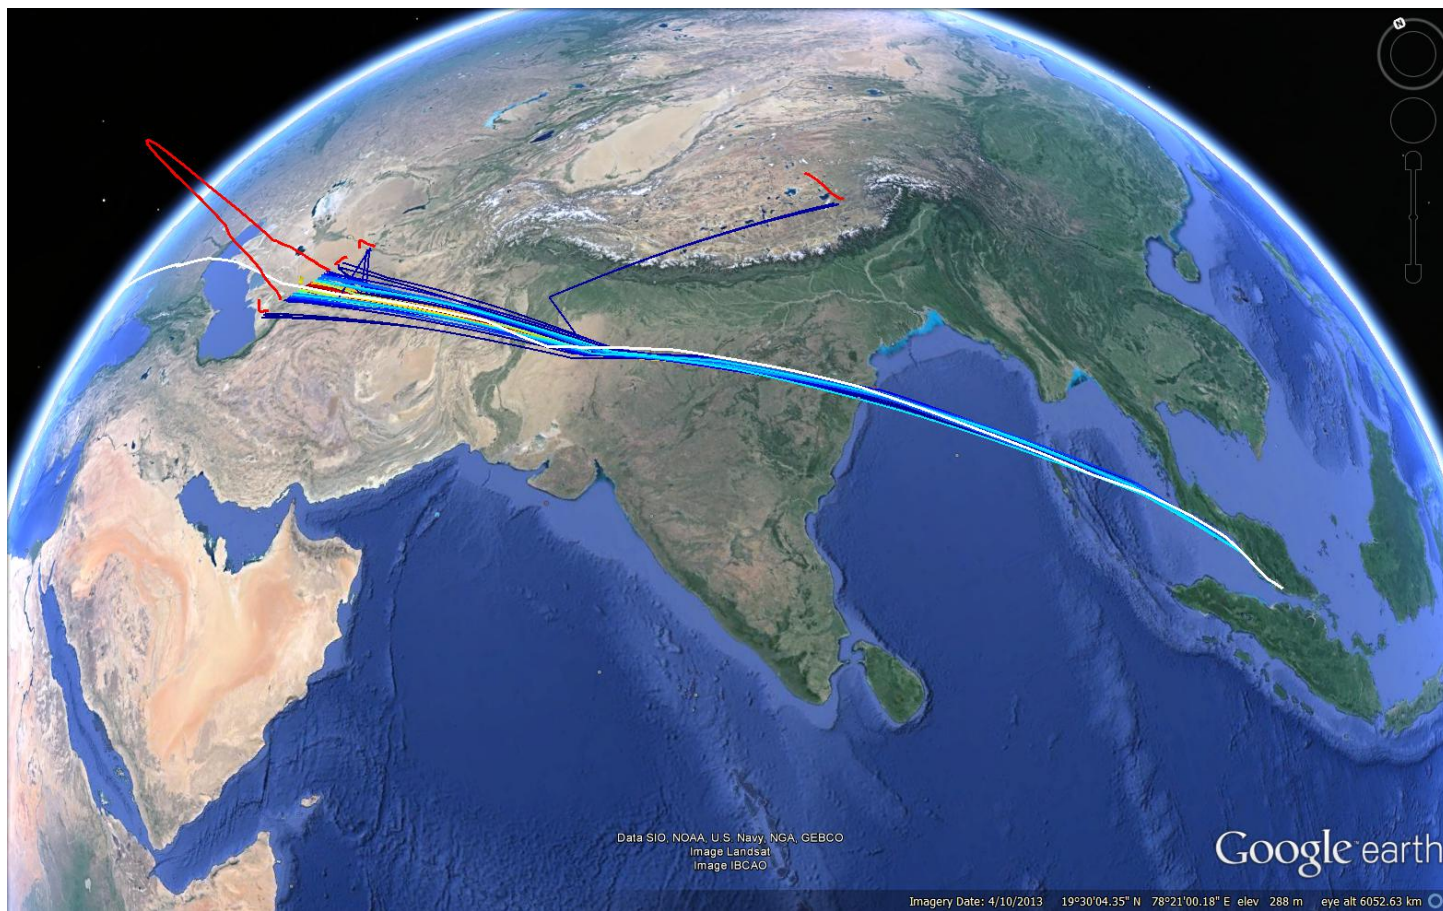 N
Data SIO, NOAA, U.S. Navy, NGA, GEBCO
Image Landsat
Image IBCAO
Google earth
Imagery Date: 4/10/2013 19°30'04.35" N 78°21'00.18" E elev 288 m eye alt 6052.63 km